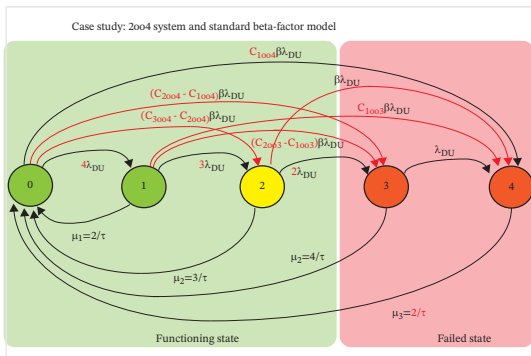 Case study: 2oo4 system and standard beta-factor model
C1oo4βλDU
βλDU
(C2oo4 - C1oo4)βλDU
C1oo3βλDU
(C3oo4 - C2oo4)βλDU
(C2oo3 -C1oo3)βλDU
4λDU
3λDU
2λDU
λDU
0
1
2
3
4
μ1=2/τ
μ2=4/τ
μ2=3/τ
μ3=2/τ
Functioning state
Failed state